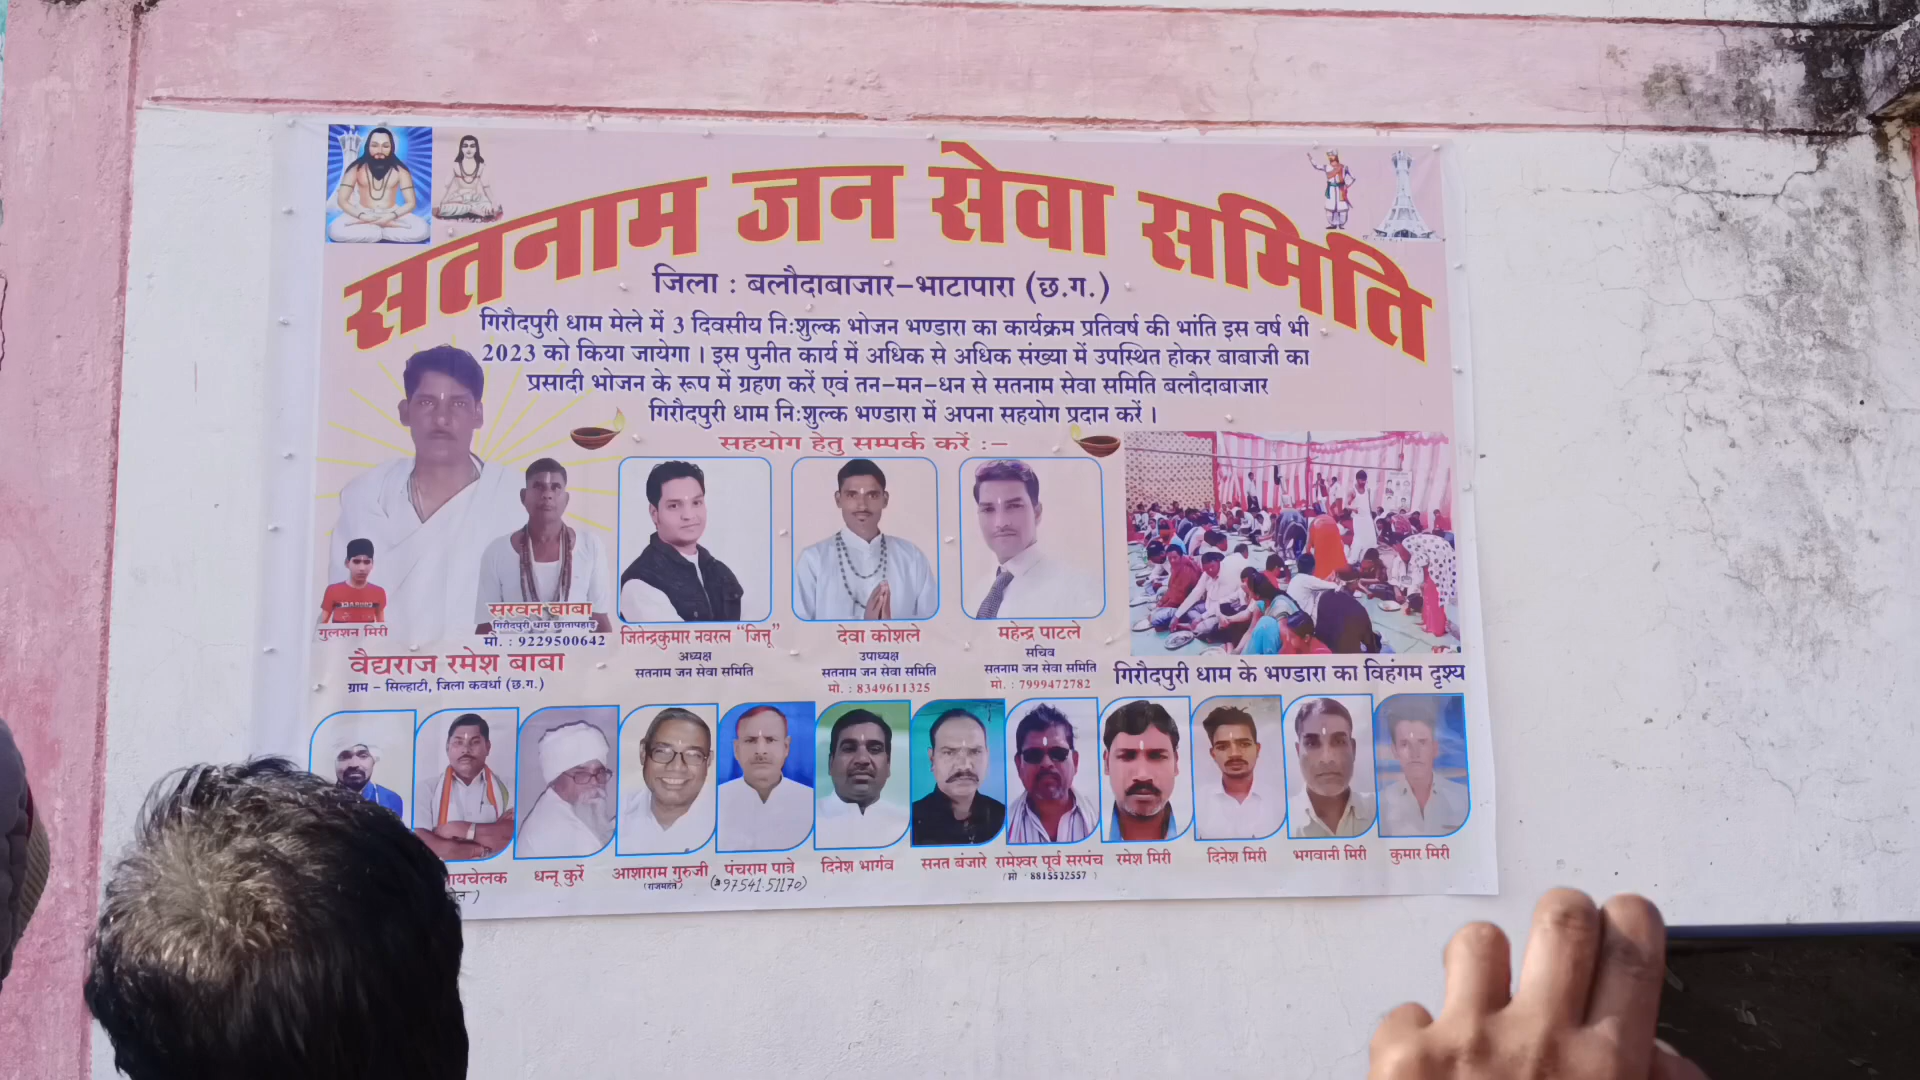 सतनाम जन सेवा समिति
जिला : बलौदाबाजार–भाटापारा (छ.ग.)
गिरौदपुरी धाम मेले में 3 दिवसीय नि:शुल्क भोजन भण्डारा का कार्यक्रम प्रतिवर्ष की भांति इस वर्ष भी
2023 को किया जायेगा । इस पुनीत कार्य में अधिक से अधिक संख्या में उपस्थित होकर बाबाजी का
प्रसादी भोजन के रूप में ग्रहण करें एवं तन–मन–धन से सतनाम सेवा समिति बलौदाबाजार
गिरौदपुरी धाम नि:शुल्क भण्डारा में अपना सहयोग प्रदान करें ।
सहयोग हेतु सम्पर्क करें :–
गुलशन मिरी
सरवन बाबा
गिरौदपुरी धाम छातापहाड़
मो. : 9229500642
वैद्यराज रमेश बाबा
ग्राम – सिल्हाटी, जिला कवर्धा (छ.ग.)
जितेन्द्रकुमार नवरत्न "जित्तू"
अध्यक्ष
सतनाम जन सेवा समिति
देवा कोशले
उपाध्यक्ष
सतनाम जन सेवा समिति
मो. : 8349611325
महेन्द्र पाटले
सचिव
सतनाम जन सेवा समिति
मो. : 7999472782
गिरौदपुरी धाम के भण्डारा का विहंगम दृश्य
धन्नू कुर्रे
आशाराम गुरुजी
(राजमहंत)
पंचराम पात्रे
97541.51170)
दिनेश भार्गव
सनत बंजारे
रामेश्वर पूर्व सरपंच
(मो. 8815532557 )
रमेश मिरी
दिनेश मिरी
भगवानी मिरी
कुमार मिरी